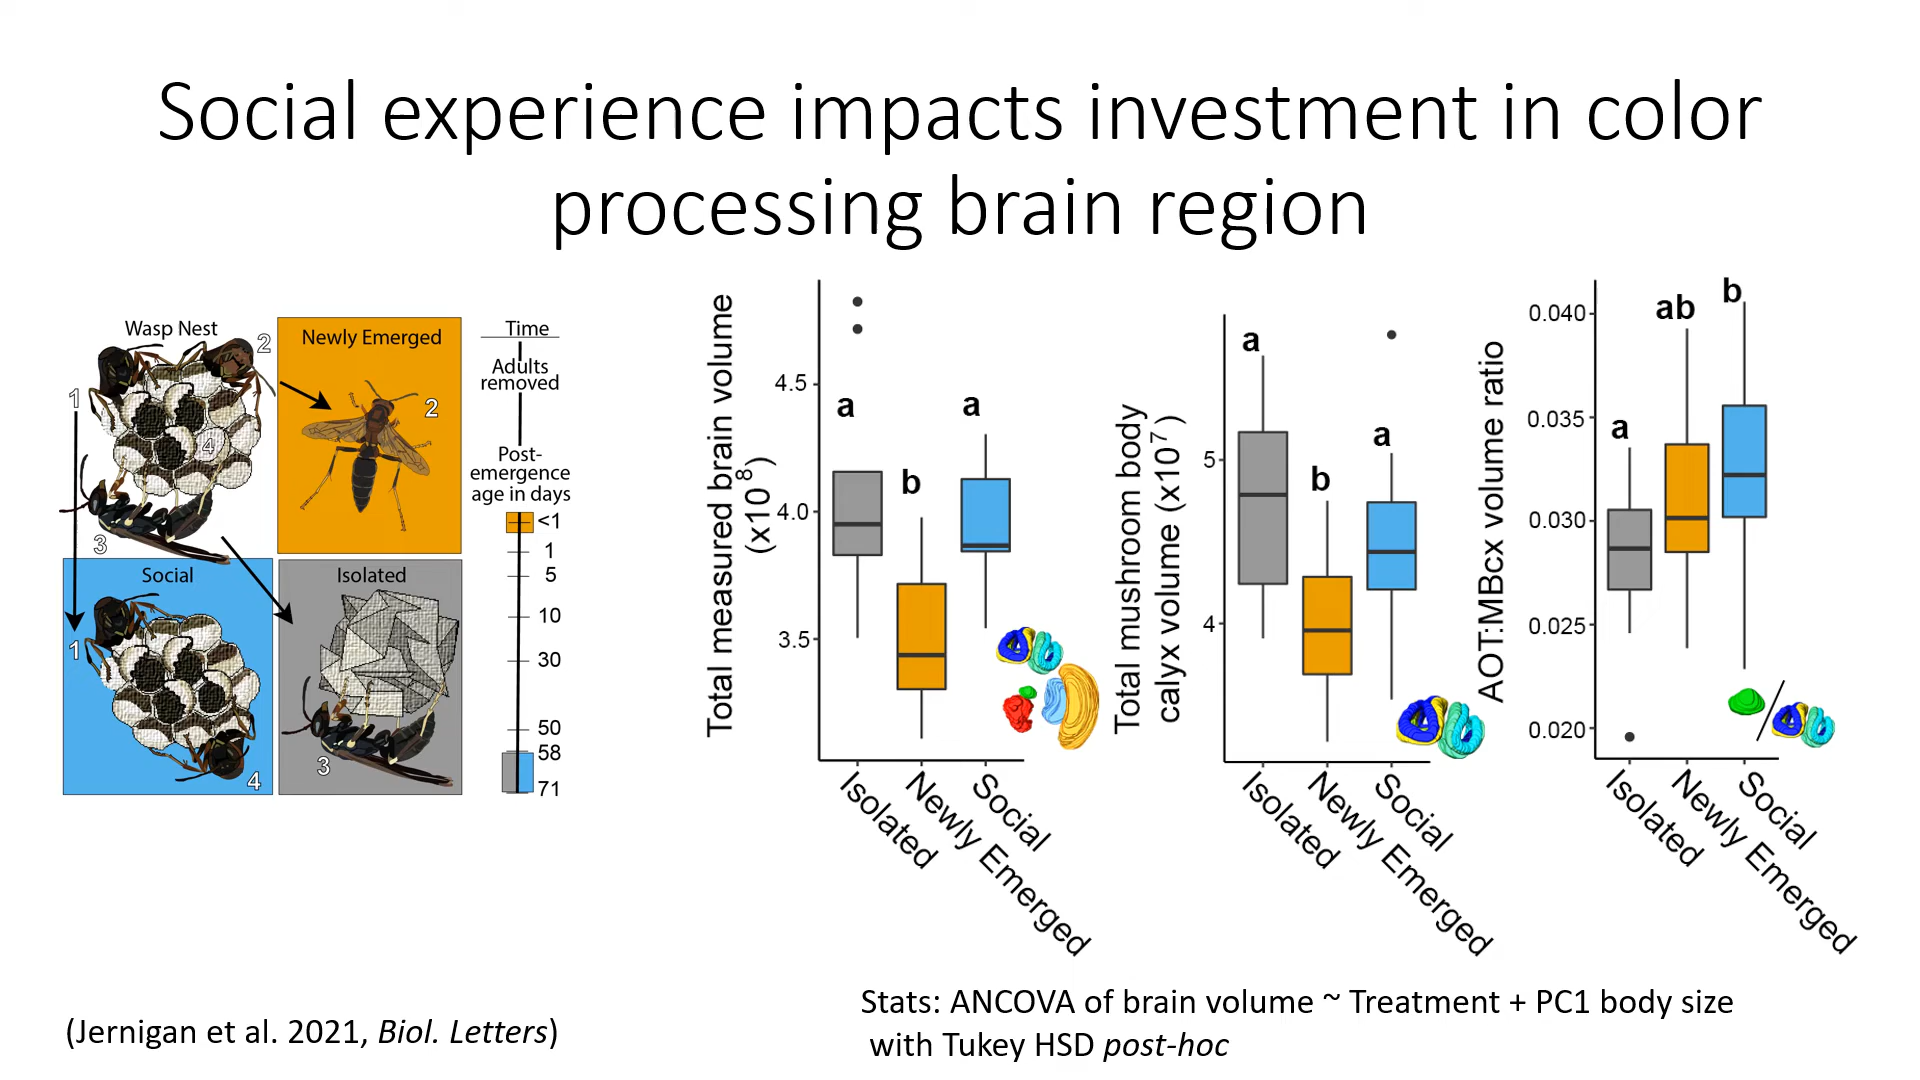 Social experience impacts investment in color
processing brain region
Wasp Nest
2
1
4
3
Newly Emerged
2
Social
1
4
Isolated
3
Time
Adults
removed
Post-
emergence
age in days
<1
1
5
10
30
50
58
71
Total measured brain volume
(x10⁸)
4.5
4.0
3.5
a
b
a
Isolated
Newly Emerged
Social
Total mushroom body
calyx volume (x10⁷)
5
4
a
b
a
Isolated
Newly Emerged
Social
AOT:MBcx volume ratio
0.040
0.035
0.030
0.025
0.020
a
ab
b
Isolated
Newly Emerged
Social
(Jernigan et al. 2021, Biol. Letters)
Stats: ANCOVA of brain volume ~ Treatment + PC1 body size
with Tukey HSD post-hoc